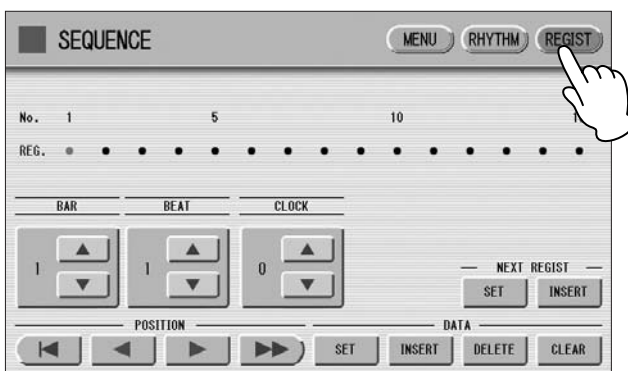 SEQUENCE MENU RHYTHM REGIST
No. 1 5 10
REG.
BAR BEAT CLOCK
1 1 0
NEXT REGIST
SET INSERT
POSITION DATA
SET INSERT DELETE CLEAR